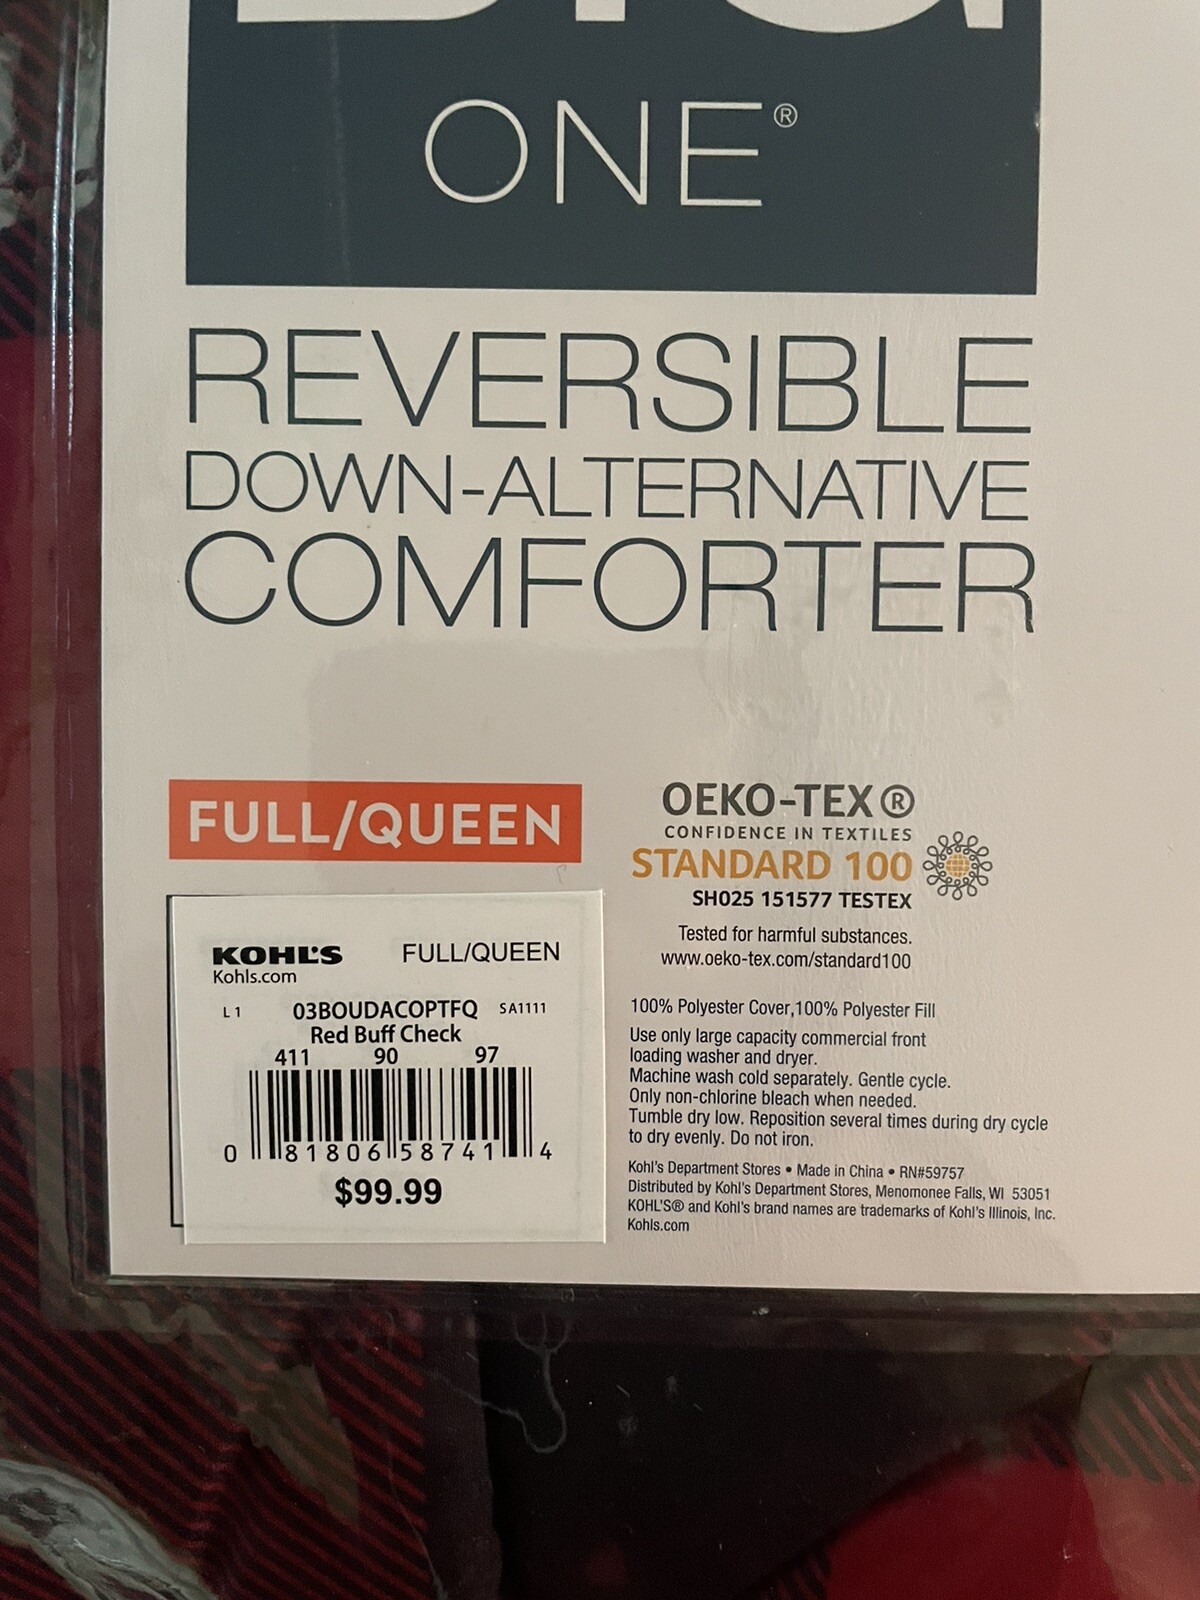 ONE®
REVERSIBLE
DOWN-ALTERNATIVE
COMFORTER
FULL/QUEEN
KOHL'S FULL/QUEEN
Kohls.com
L1 03BOUDACOPTFQ SA1111
Red Buff Check
411 90 97
0 81806 58741 4
$99.99
OEKO-TEX®
CONFIDENCE IN TEXTILES
STANDARD 100
SH025 151577 TESTEX
Tested for harmful substances.
www.oeko-tex.com/standard100
100% Polyester Cover,100% Polyester Fill
Use only large capacity commercial front
loading washer and dryer.
Machine wash cold separately. Gentle cycle.
Only non-chlorine bleach when needed.
Tumble dry low. Reposition several times during dry cycle
to dry evenly. Do not iron.
Kohl's Department Stores • Made in China • RN#59757
Distributed by Kohl's Department Stores, Menomonee Falls, WI 53051
KOHL'S® and Kohl's brand names are trademarks of Kohl's Illinois, Inc.
Kohls.com